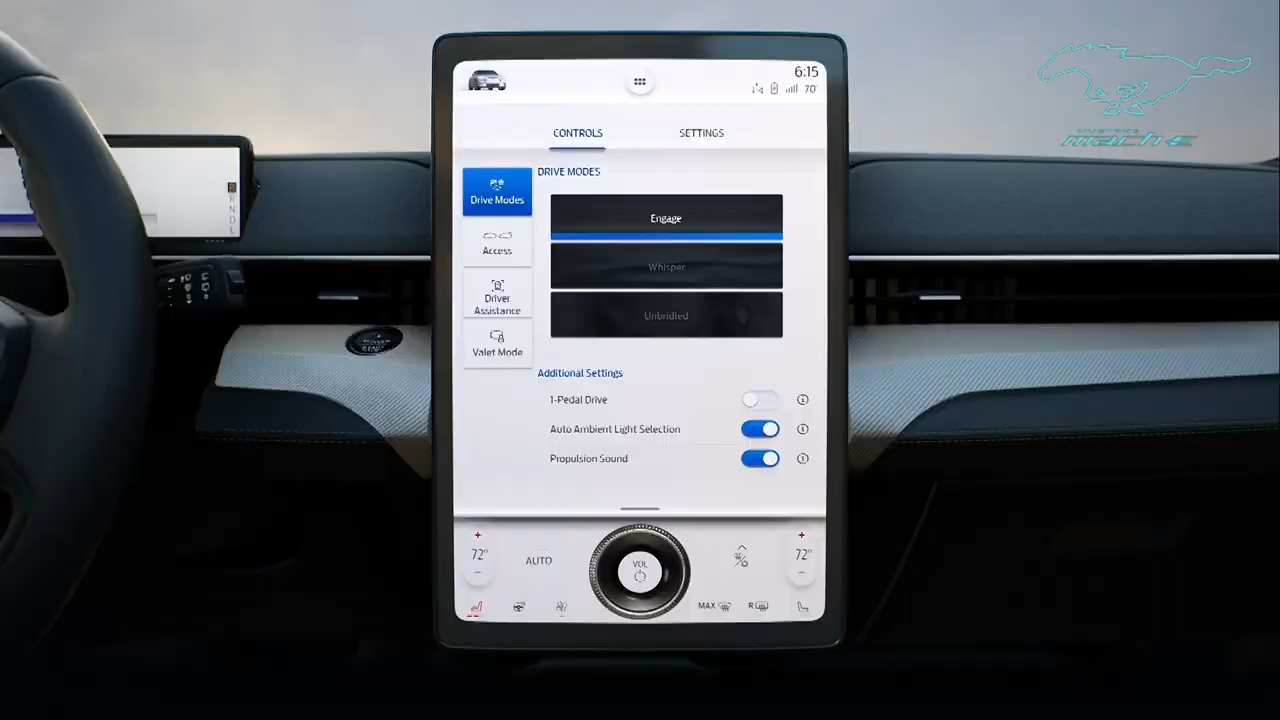 6:15
70°
CONTROLS
SETTINGS
DRIVE MODES
Drive Modes
Engage
Access
Whisper
Driver
Assistance
Unbridled
Valet Mode
Additional Settings
1-Pedal Drive
Auto Ambient Light Selection
Propulsion Sound
+
72°
−
AUTO
VOL
+
72°
−
MAX
R
R
N
D
L
mach-E